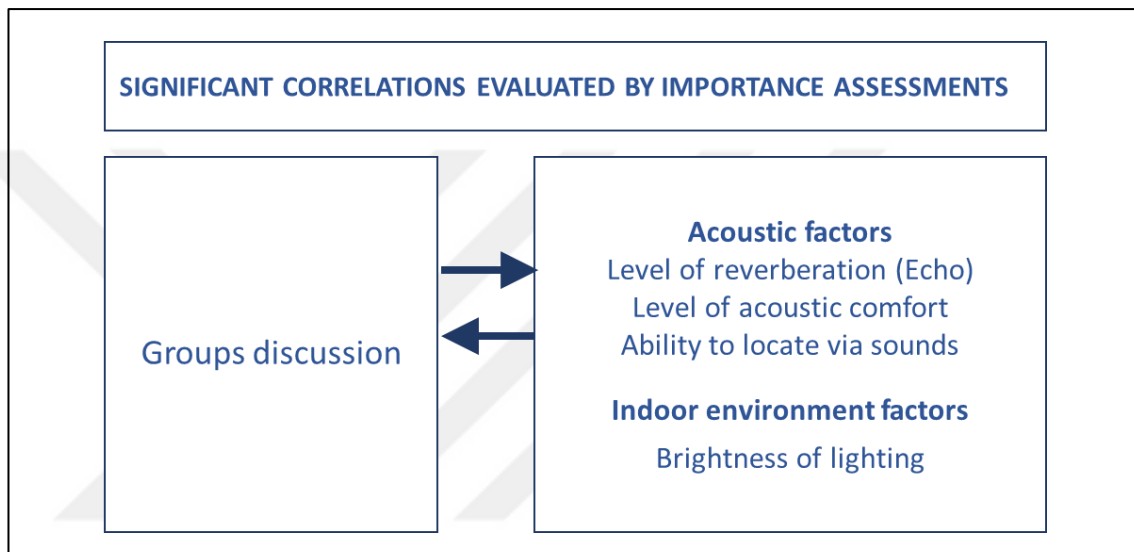 SIGNIFICANT CORRELATIONS EVALUATED BY IMPORTANCE ASSESSMENTS
Groups discussion
Acoustic factors
Level of reverberation (Echo)
Level of acoustic comfort
Ability to locate via sounds
Indoor environment factors
Brightness of lighting